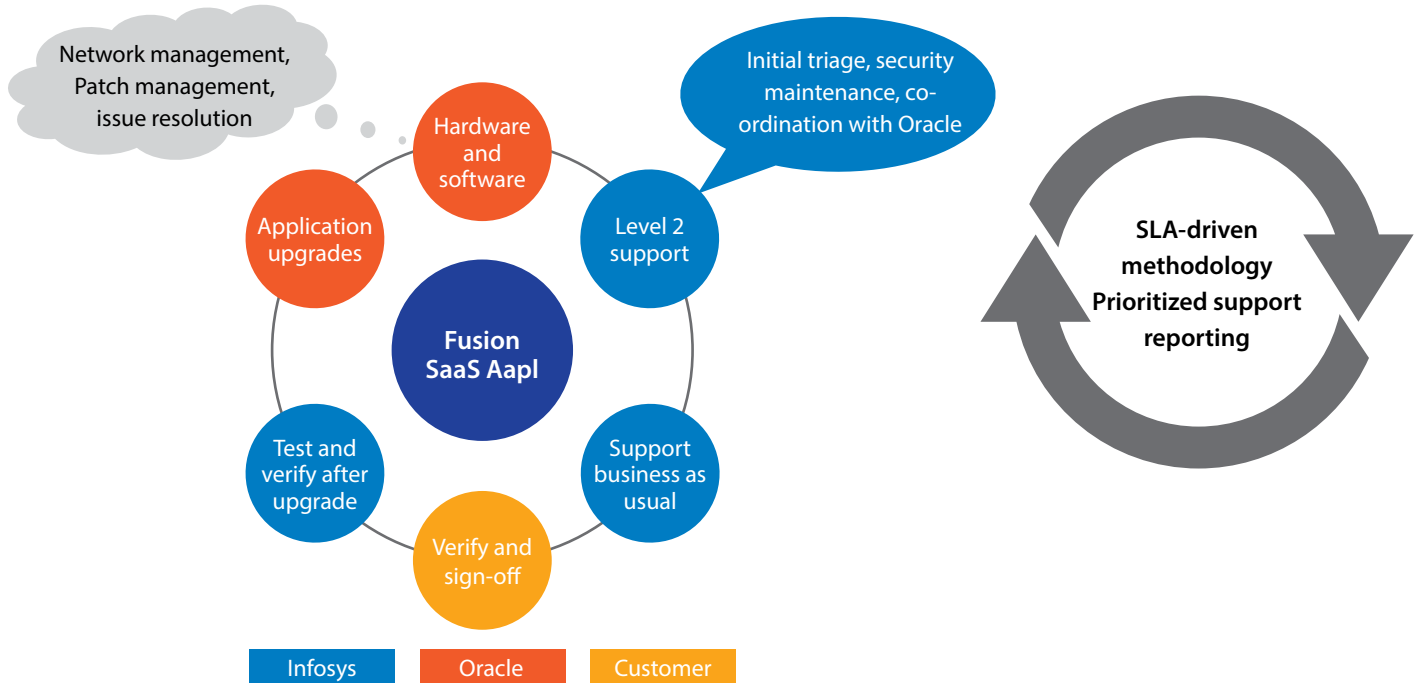 Network management,
Patch management,
issue resolution
Initial triage, security
maintenance, co-
ordination with Oracle
Hardware
and
software
Application
upgrades
Level 2
support
Fusion
SaaS Aapl
SLA-driven
methodology
Prioritized support
reporting
Test and
verify after
upgrade
Support
business as
usual
Verify and
sign-off
Infosys
Oracle
Customer